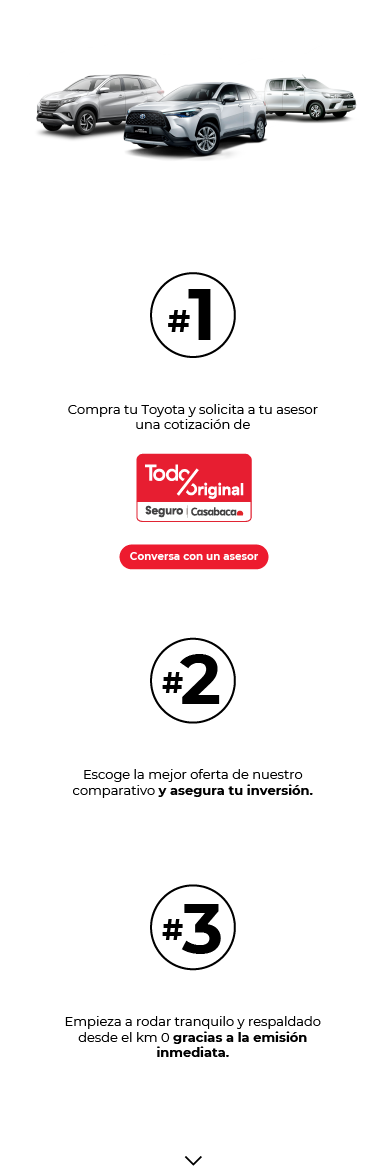 #1
Compra tu Toyota y solicita a tu asesor
una cotización de
Todo
Original
Seguro | Casabaca
Conversa con un asesor
#2
Escoge la mejor oferta de nuestro
comparativo y asegura tu inversión.
#3
Empieza a rodar tranquilo y respaldado
desde el km 0 gracias a la emisión
inmediata.